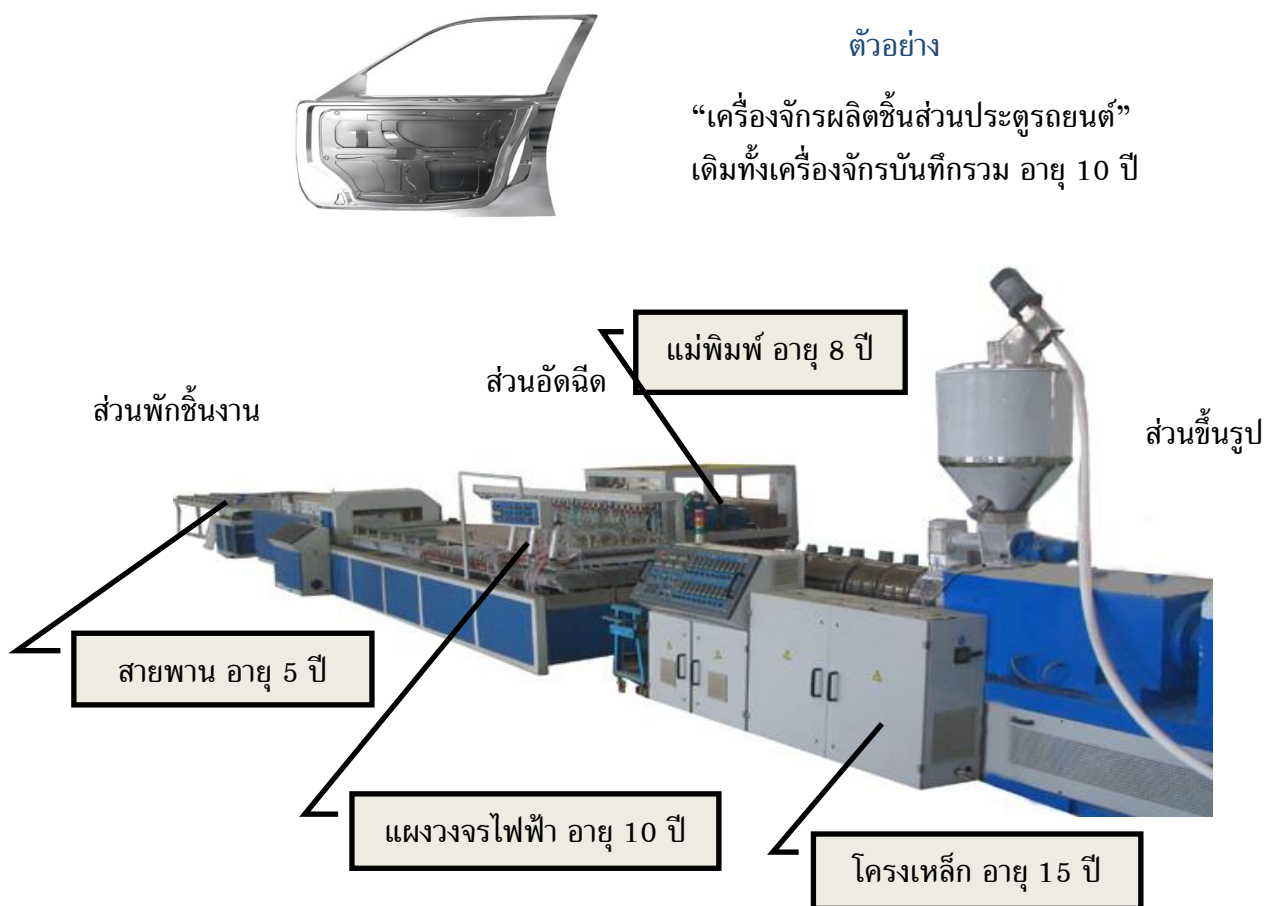 ตัวอย่าง
“เครื่องจักรผลิตชิ้นส่วนประตูรถยนต์”
เดิมทั้งเครื่องจักรบันทึกรวม อายุ 10 ปี
แม่พิมพ์ อายุ 8 ปี
ส่วนอัดฉีด
ส่วนพักชิ้นงาน
ส่วนขึ้นรูป
สายพาน อายุ 5 ปี
แผงวงจรไฟฟ้า อายุ 10 ปี
โครงเหล็ก อายุ 15 ปี